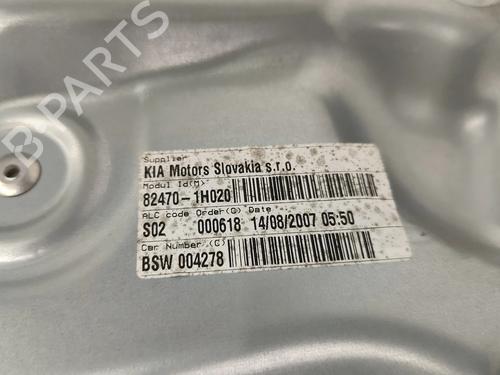 B-PARTS
Supplier
KIA Motors Slovakia s.r.o.
Modul Id(M)
82470-1H020
ALC code Order(O) Date
S02 000618 14/08/2007 05:50
Car Number (C)
BSW 004278